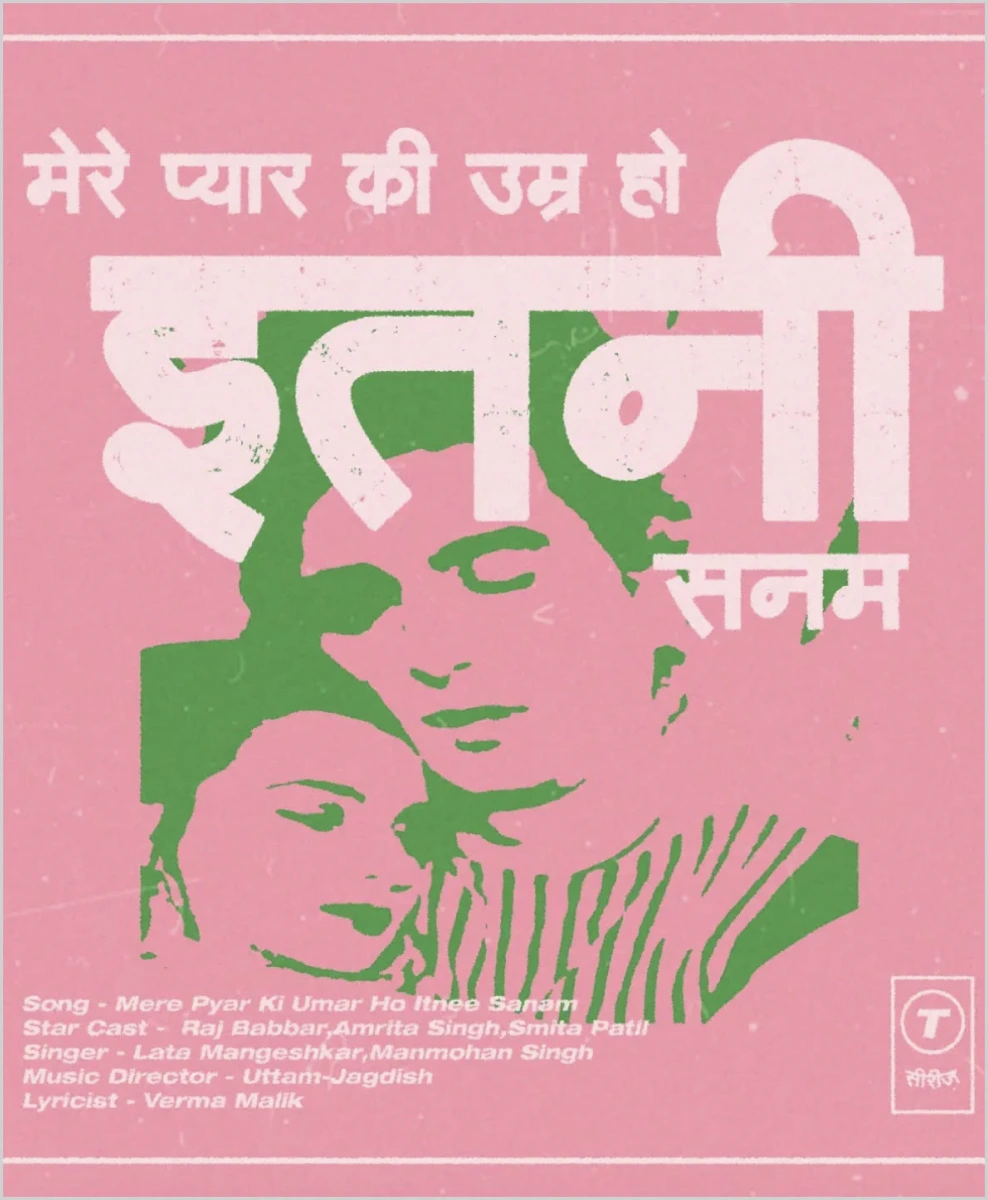 मेरे प्यार की उम्र हो
इतनी
सनम
Song - Mere Pyar Ki Umar Ho Itnee Sanam
Star Cast - Raj Babbar,Amrita Singh,Smita Patil
Singer - Lata Mangeshkar,Manmohan Singh
Music Director - Uttam-Jagdish
Lyricist - Verma Malik
T
सीरीज़